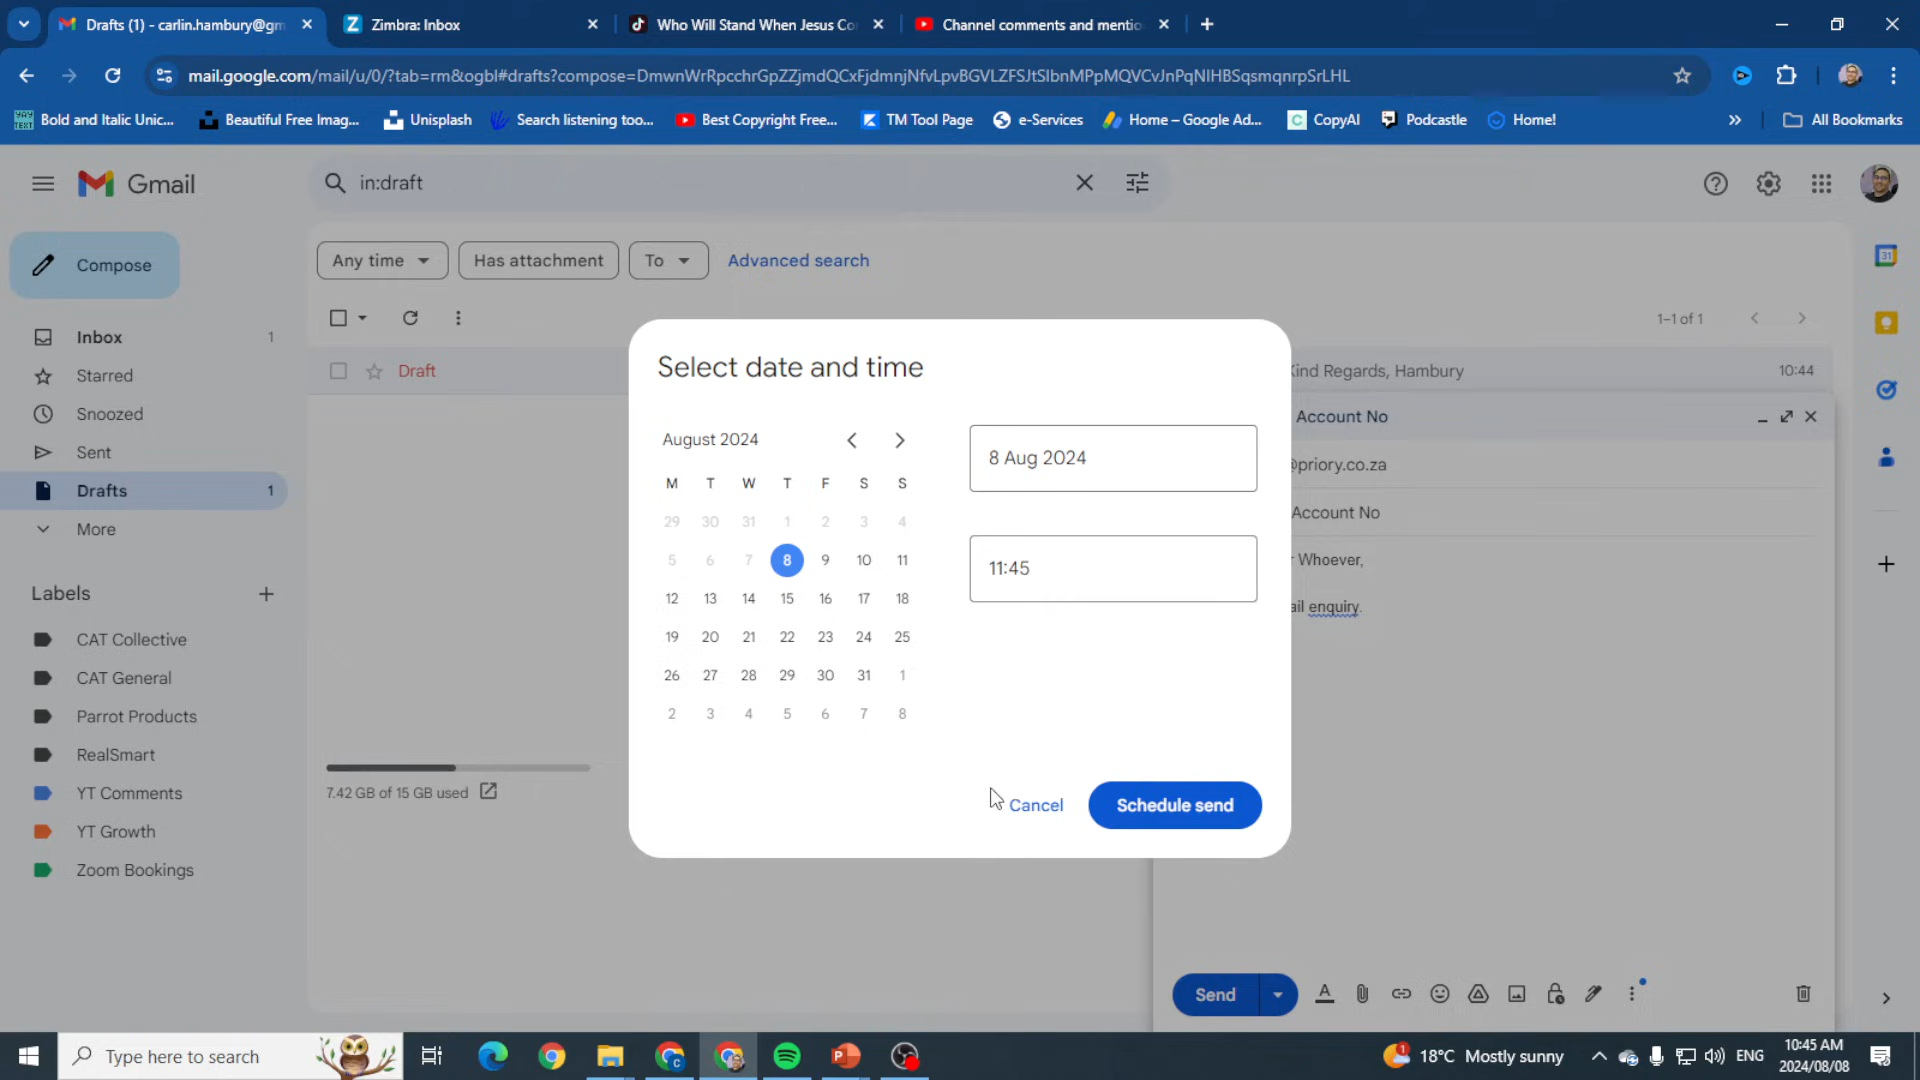 Drafts (1) - carlin.hambury@gm
Zimbra: Inbox
Who Will Stand When Jesus Co
Channel comments and mentio
mail.google.com/mail/u/0/?tab=rm&ogbl#drafts?compose=DmwnWrRpcchrGpZZjmdQCxFjdmnjNfvLpvBGVLZFSJtSlbnMPpMQVCvJnPqNlHBSqsmqnrpSrLHL
Bold and Italic Unic...
Beautiful Free Imag...
Unisplash
Search listening too...
Best Copyright Free...
TM Tool Page
e-Services
Home – Google Ad...
CopyAI
Podcastle
Home!
All Bookmarks
Gmail
in:draft
Compose
Any time
Has attachment
To
Advanced search
1–1 of 1
Inbox 1
Starred
Snoozed
Sent
Drafts 1
More
Labels
CAT Collective
CAT General
Parrot Products
RealSmart
YT Comments
YT Growth
Zoom Bookings
Draft
Kind Regards, Hambury 10:44
7.42 GB of 15 GB used
Select date and time
August 2024
M T W T F S S
29 30 31 1 2 3 4
5 6 7 8 9 10 11
12 13 14 15 16 17 18
19 20 21 22 23 24 25
26 27 28 29 30 31 1
2 3 4 5 6 7 8
8 Aug 2024
11:45
Cancel
Schedule send
Account No
@priory.co.za
Account No
Whoever,
ail enquiry.
Send
Type here to search
18°C Mostly sunny
ENG
10:45 AM
2024/08/08